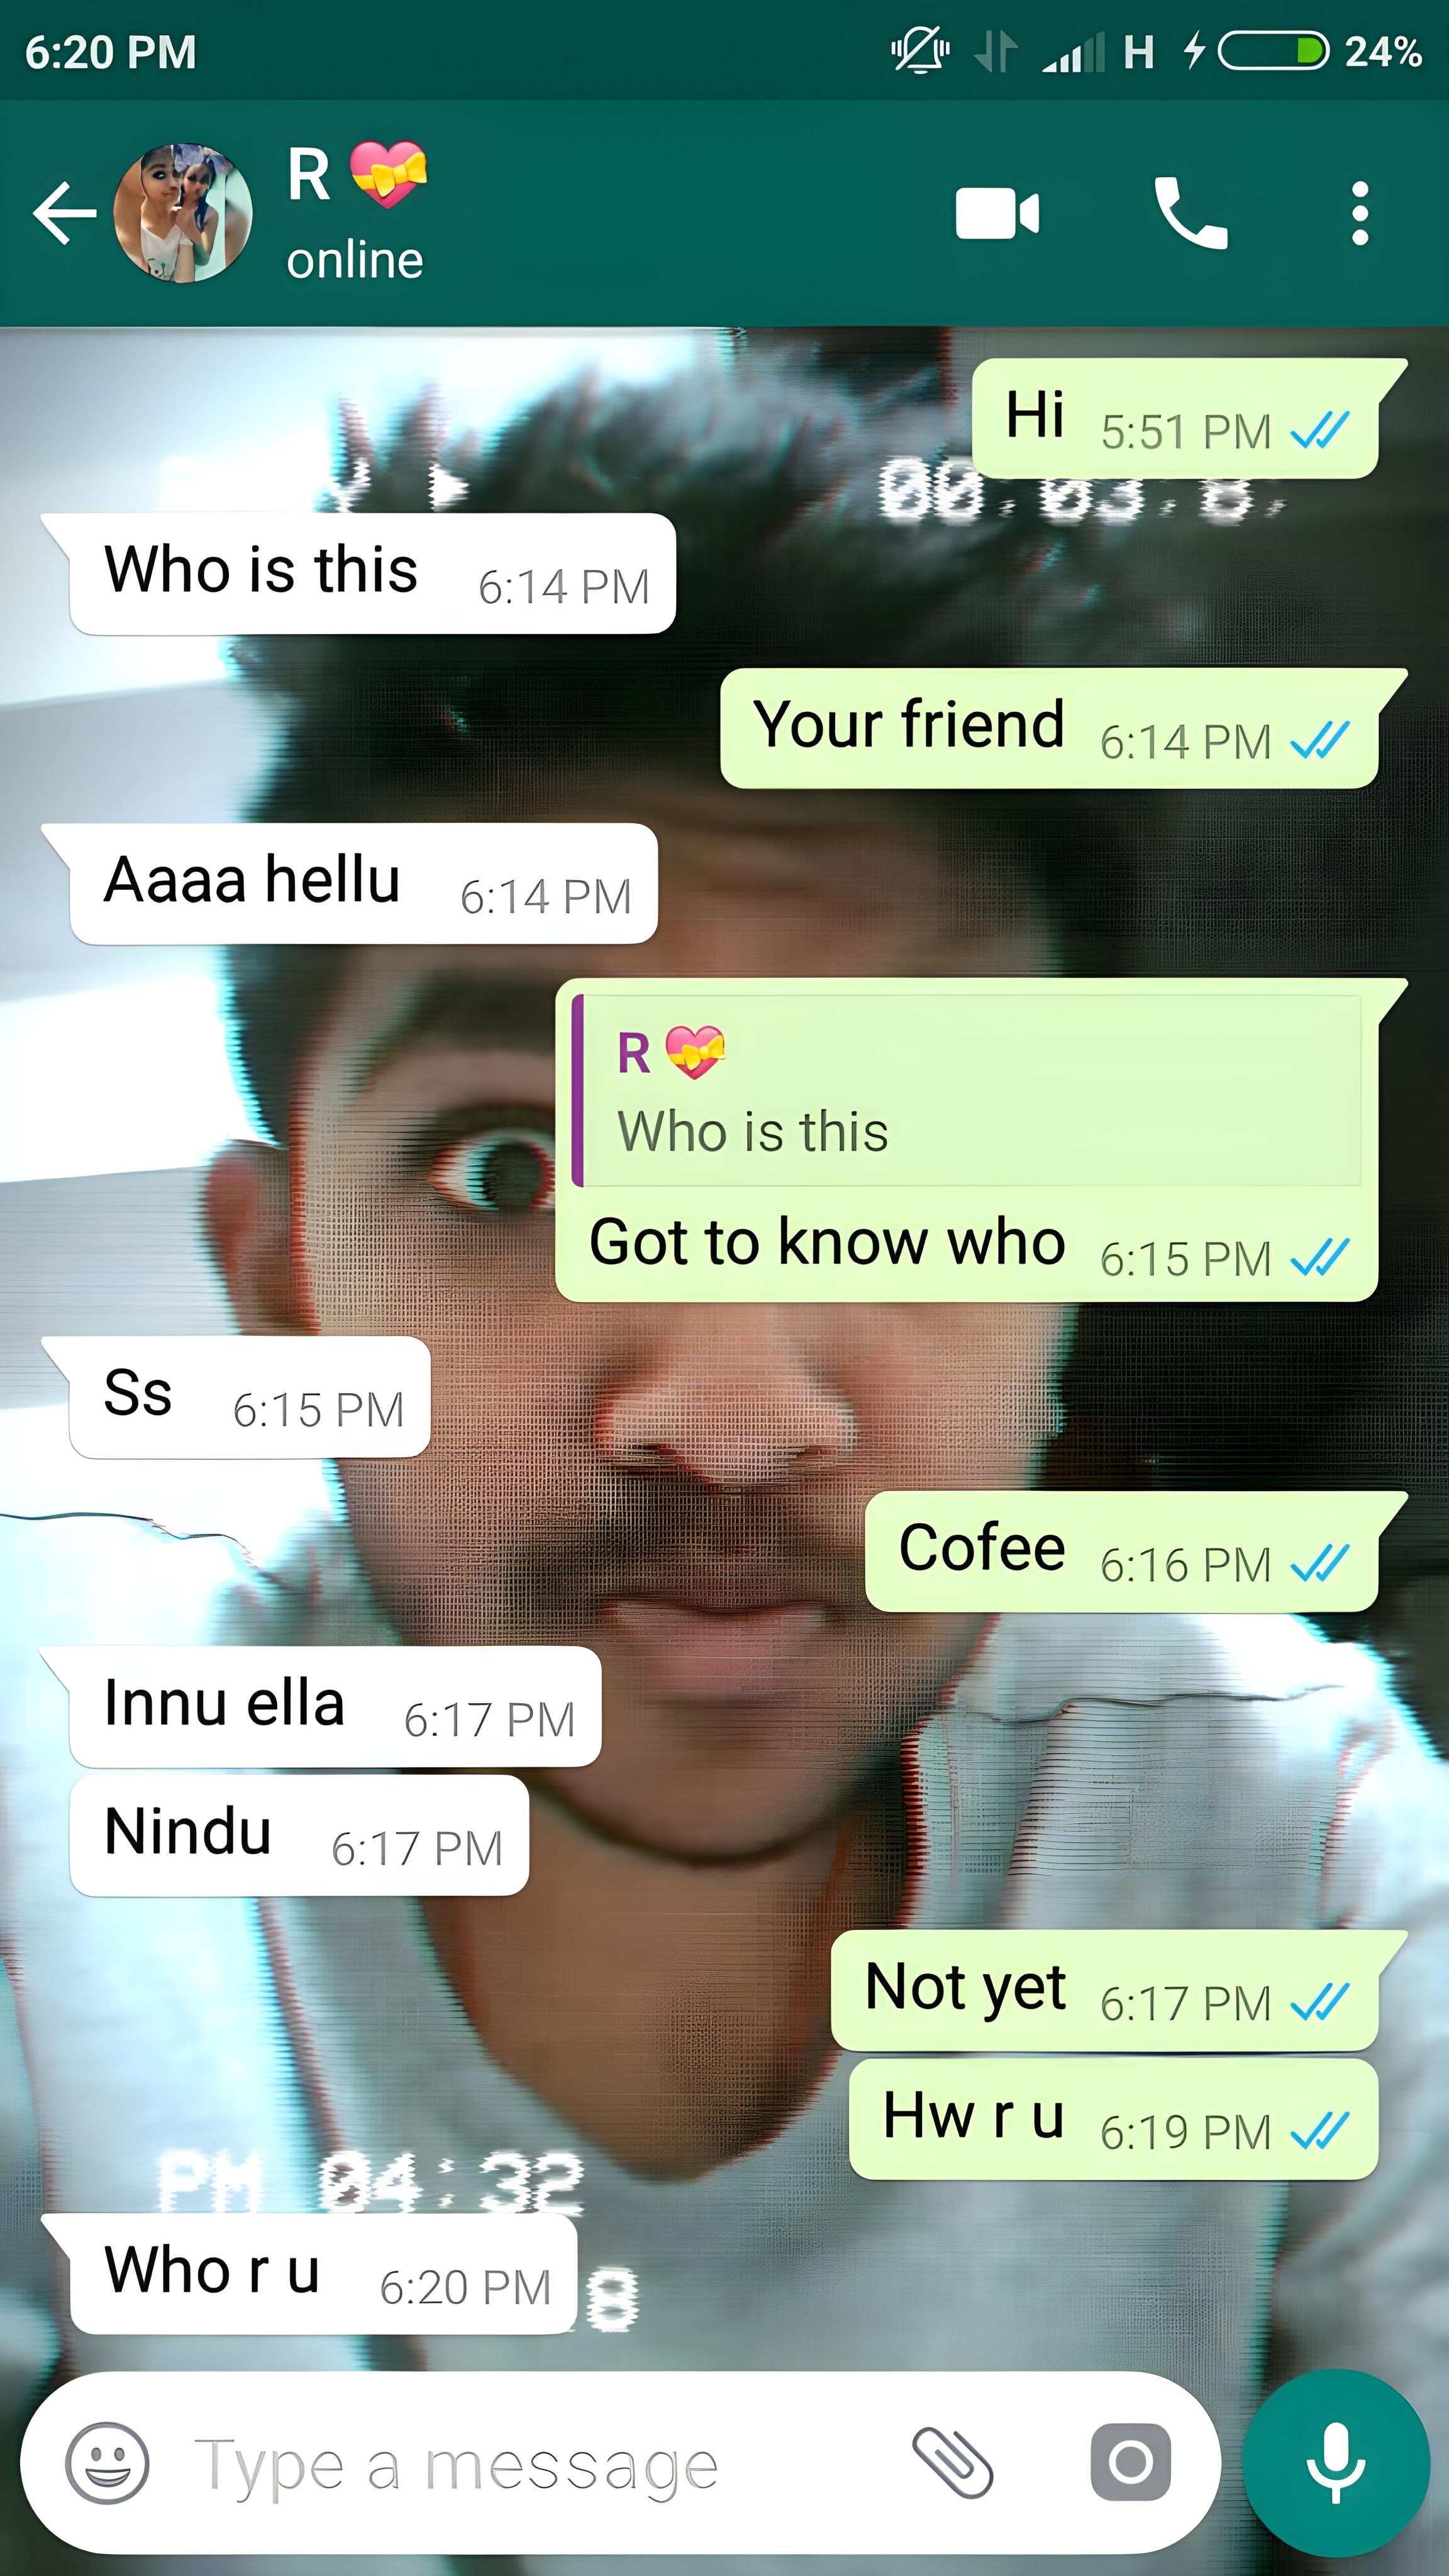 6:20 PM H 24%
R 💝
online
Hi 5:51 PM
Who is this 6:14 PM
Your friend 6:14 PM
Aaaa hellu 6:14 PM
R 💝
Who is this
Got to know who 6:15 PM
Ss 6:15 PM
Cofee 6:16 PM
Innu ella 6:17 PM
Nindu 6:17 PM
Not yet 6:17 PM
Hw r u 6:19 PM
PM 04:32
Who r u 6:20 PM
8
Type a message